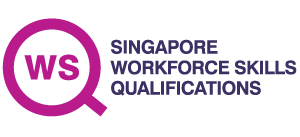 WS
SINGAPORE
WORKFORCE SKILLS
QUALIFICATIONS